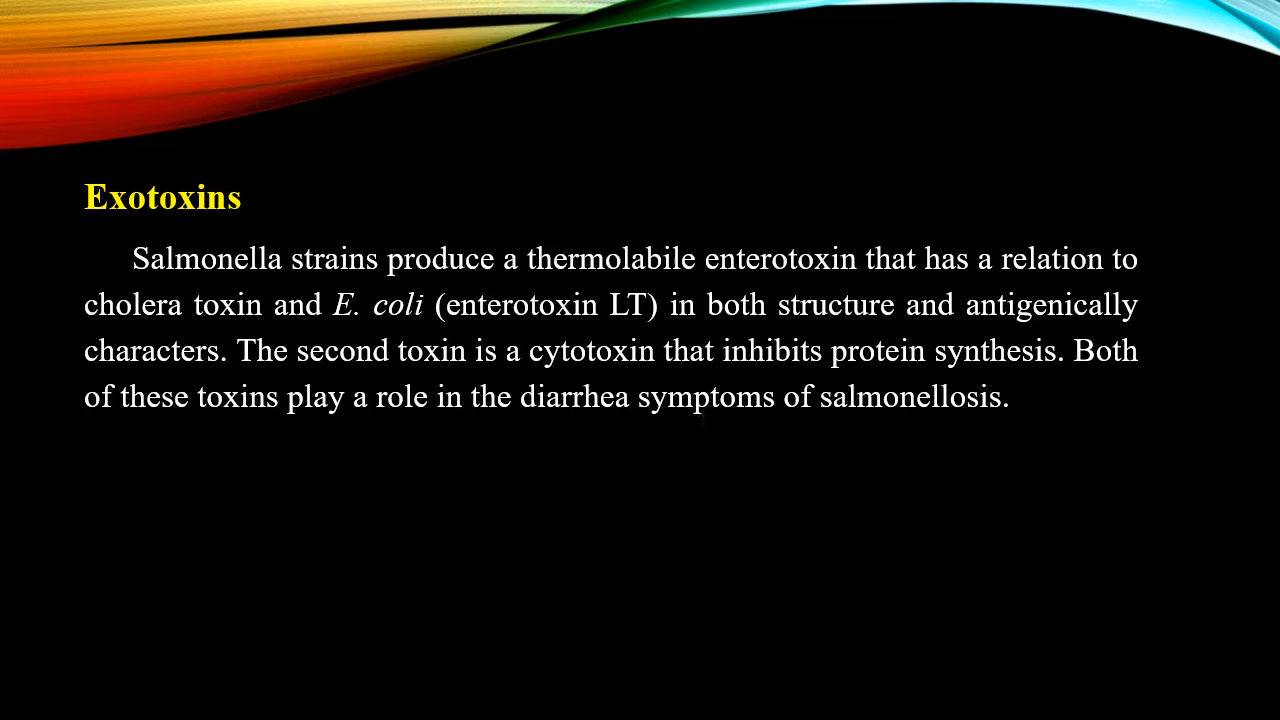 Exotoxins
Salmonella strains produce a thermolabile enterotoxin that has a relation to
cholera toxin and E. coli (enterotoxin LT) in both structure and antigenically
characters. The second toxin is a cytotoxin that inhibits protein synthesis. Both
of these toxins play a role in the diarrhea symptoms of salmonellosis.